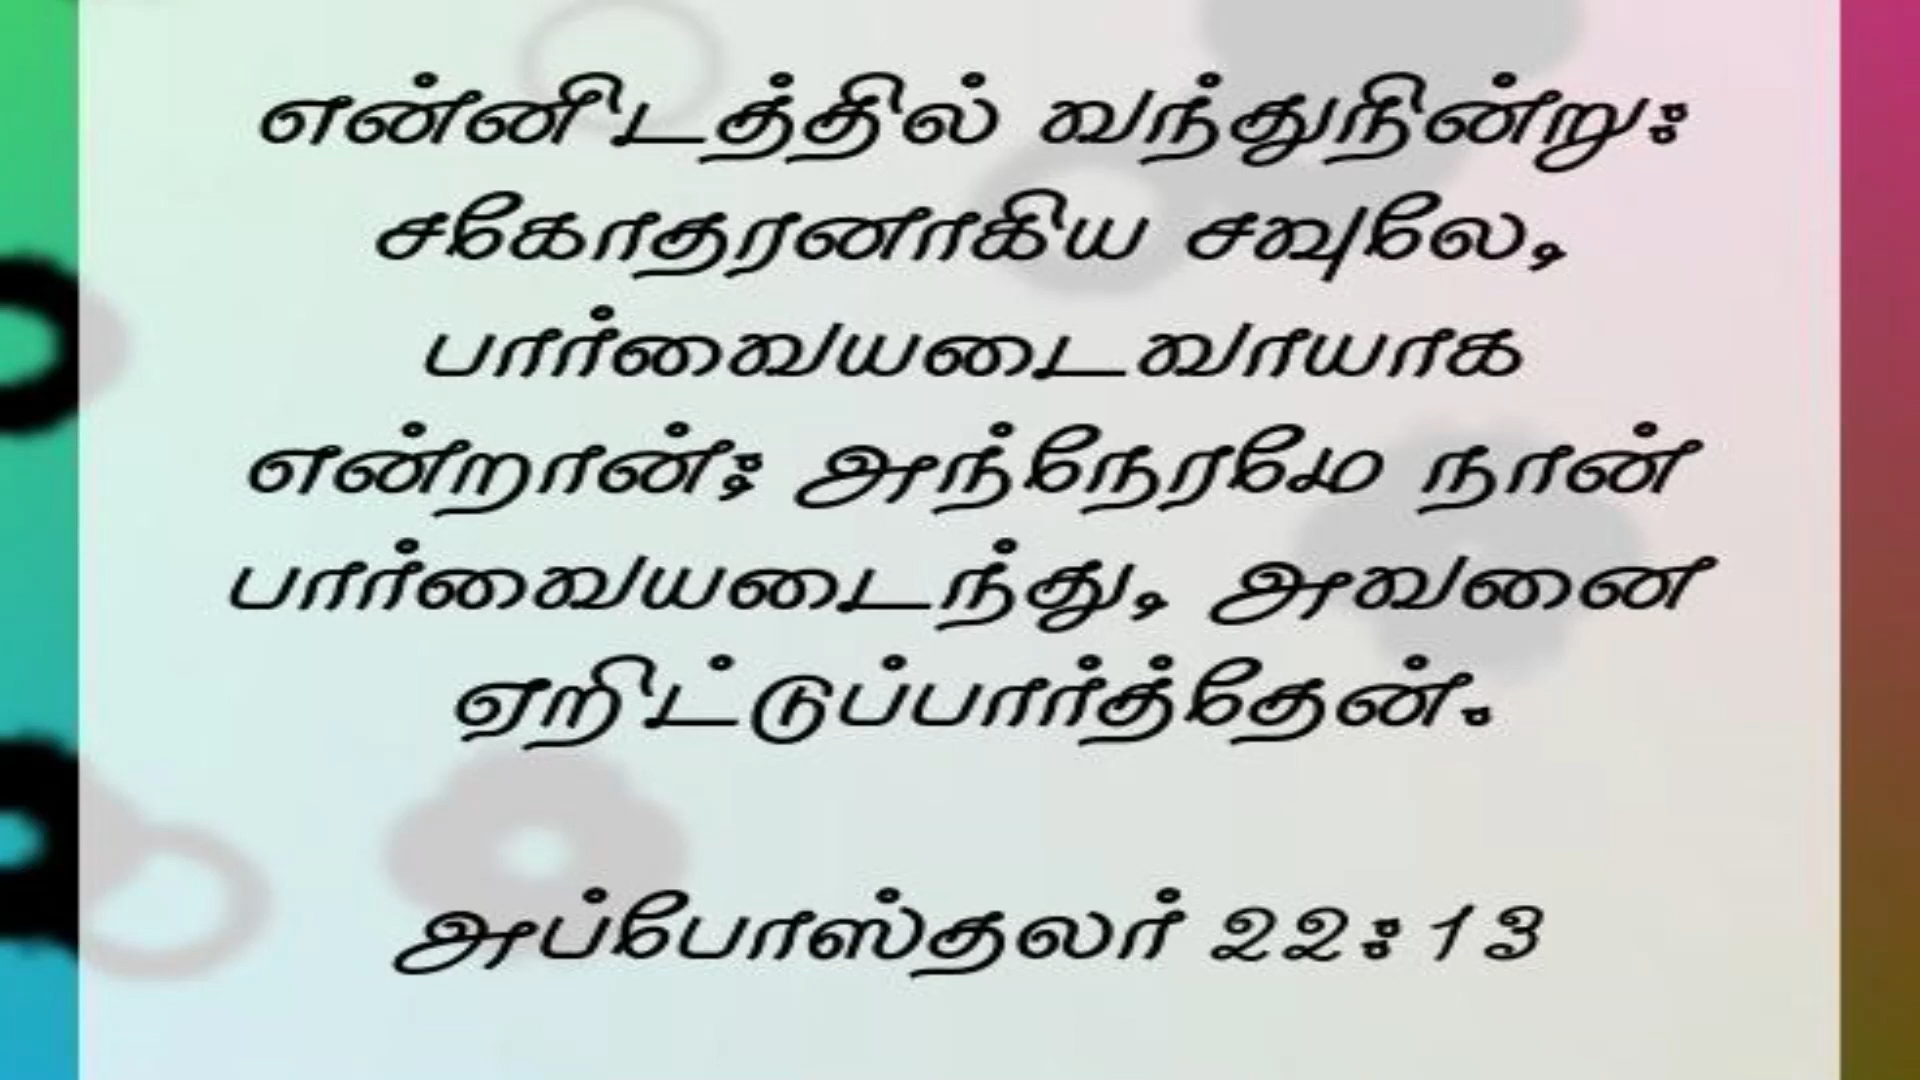 என்னிடத்தில் வந்துநின்று:
சகோதரனாகிய சவுலே,
பார்வையடைவாயாக
என்றான்; அந்நேரமே நான்
பார்வையடைந்து, அவனை
ஏறிட்டுப்பார்த்தேன்.
அப்போஸ்தலர் 22:13